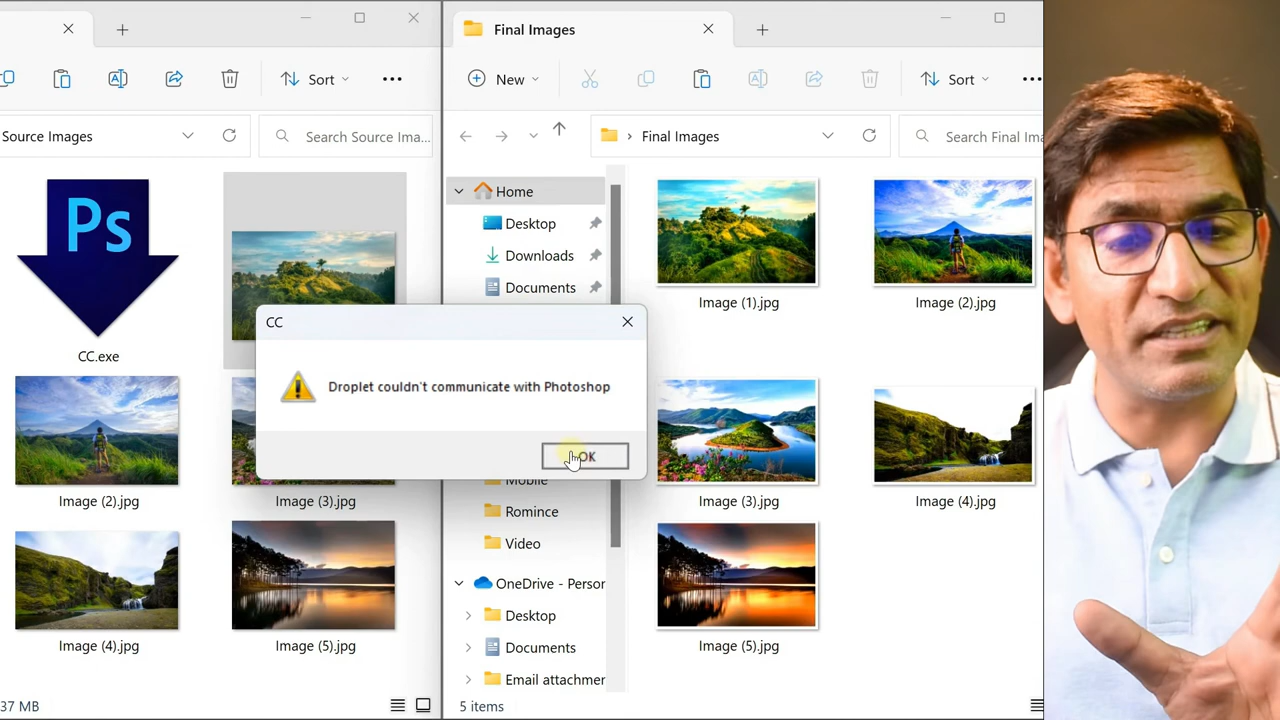 Final Images
Sort
New
Sort
Source Images
Search Source Ima...
Final Images
Search Final Im
Ps
CC.exe
Home
Desktop
Downloads
Documents
Image (1).jpg
Image (2).jpg
CC
Droplet couldn't communicate with Photoshop
OK
Image (2).jpg
Image (3).jpg
Mobile
Romince
Video
Image (3).jpg
Image (4).jpg
Image (4).jpg
Image (5).jpg
OneDrive - Persor
Desktop
Documents
Email attachmer
Image (5).jpg
37 MB
5 items